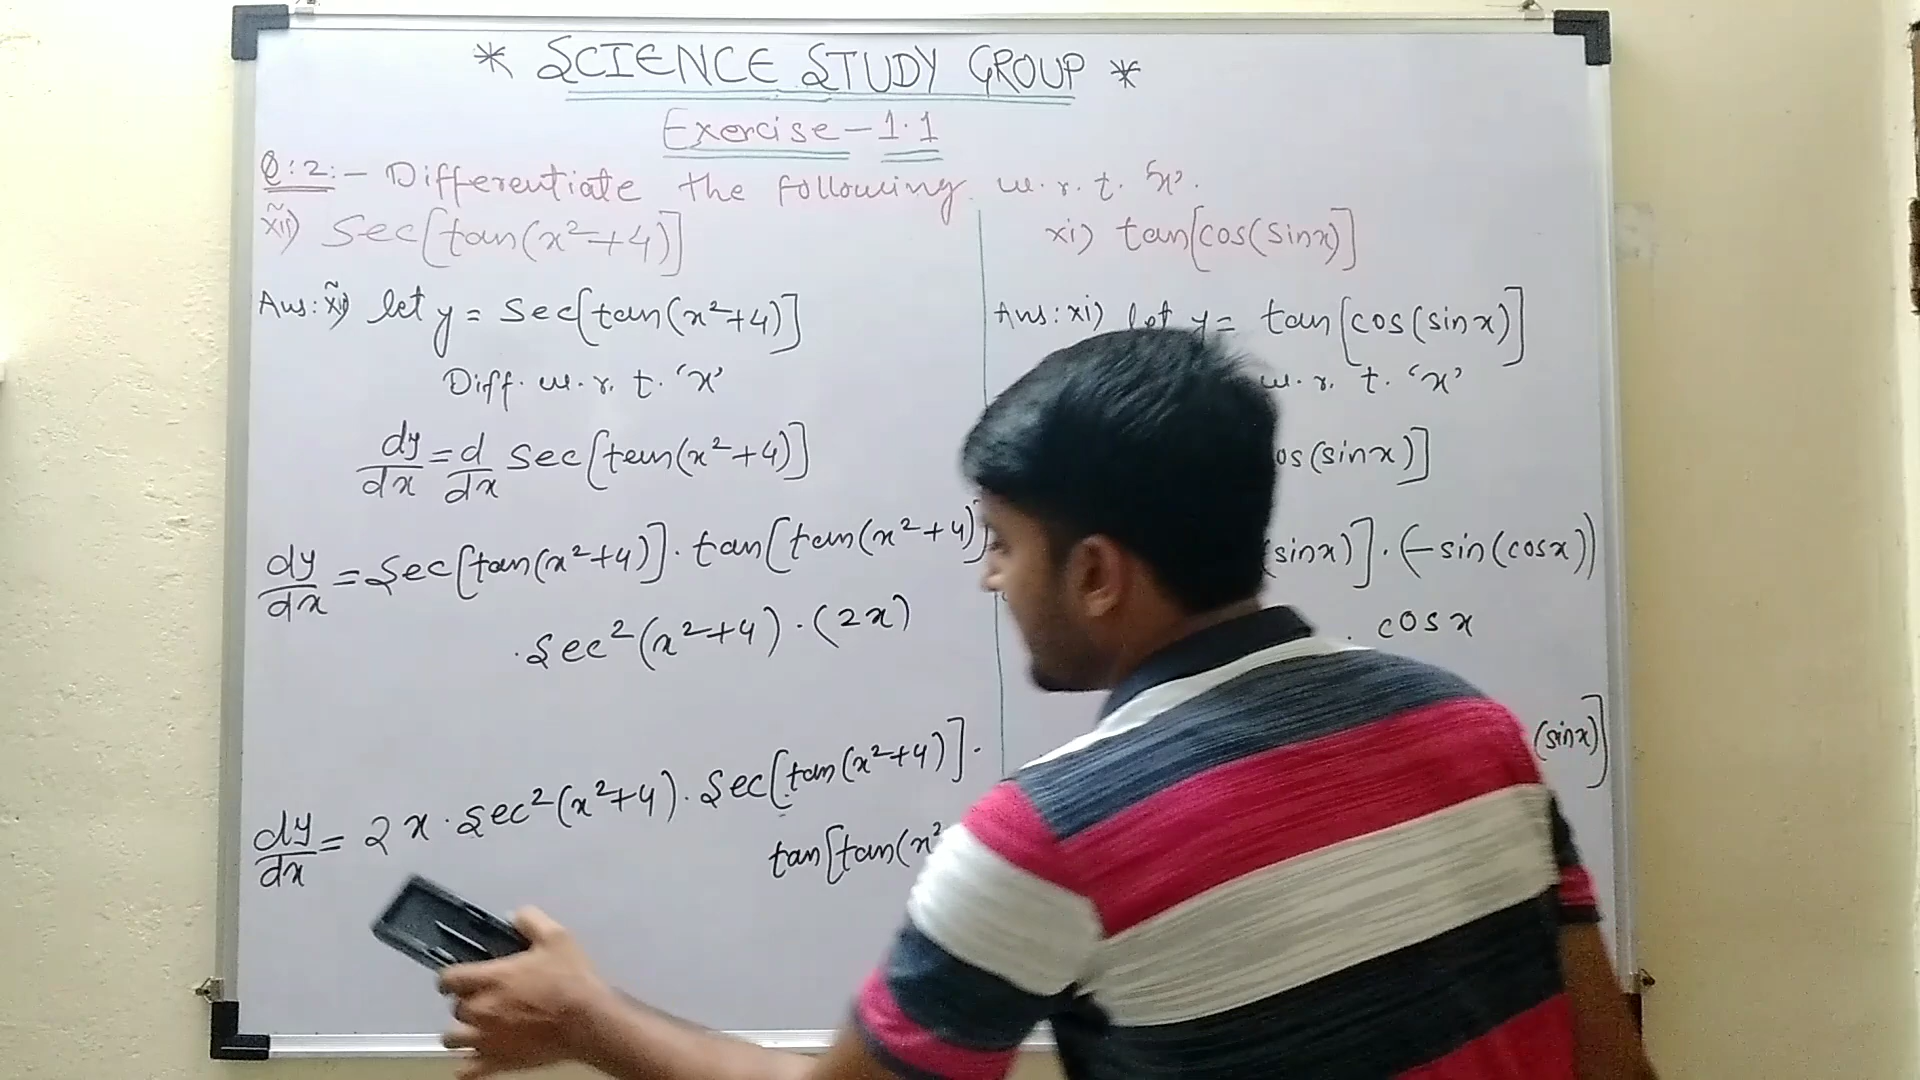 * SCIENCE STUDY GROUP *
Exercise-1.1
Q:2:- Differentiate the following w.r.t. 'x'.
xii) Sec[tan(x²+4)]
Ans: xii) let y = Sec[tan(x²+4)]
Diff. w.r.t. 'x'
dy/dx = d/dx Sec[tan(x²+4)]
dy/dx = Sec[tan(x²+4)]. tan[tan(x²+4)]
.Sec²(x²+4).(2x)
dy/dx = 2x.Sec²(x²+4). Sec[tan(x²+4)].
tan[tan(x²
xi) tan[cos(sinx)]
Ans: xi) let y = tan[cos(sinx)]
w.r.t. 'x'
os(sinx)]
(sinx)].(-sin(cosx))
. cosx
(sinx)]